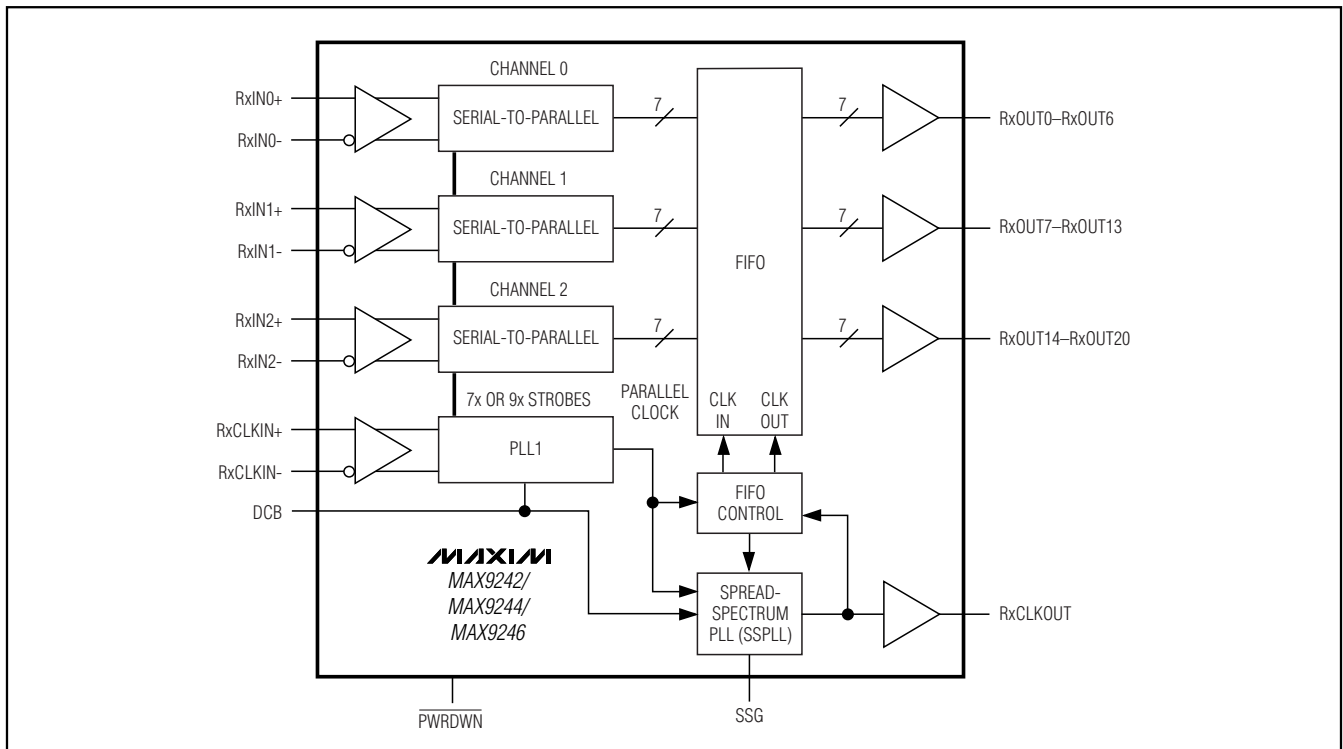 CHANNEL 0
RxIN0+
RxIN0-
SERIAL-TO-PARALLEL
7
7
RxOUT0–RxOUT6
CHANNEL 1
RxIN1+
RxIN1-
SERIAL-TO-PARALLEL
7
7
RxOUT7–RxOUT13
FIFO
CHANNEL 2
RxIN2+
RxIN2-
SERIAL-TO-PARALLEL
7
7
RxOUT14–RxOUT20
7x OR 9x STROBES
PARALLEL
CLOCK
CLK
IN
CLK
OUT
RxCLKIN+
RxCLKIN-
PLL1
DCB
FIFO
CONTROL
MAXIM
MAX9242/
MAX9244/
MAX9246
SPREAD-
SPECTRUM
PLL (SSPLL)
RxCLKOUT
PWRDWN
SSG